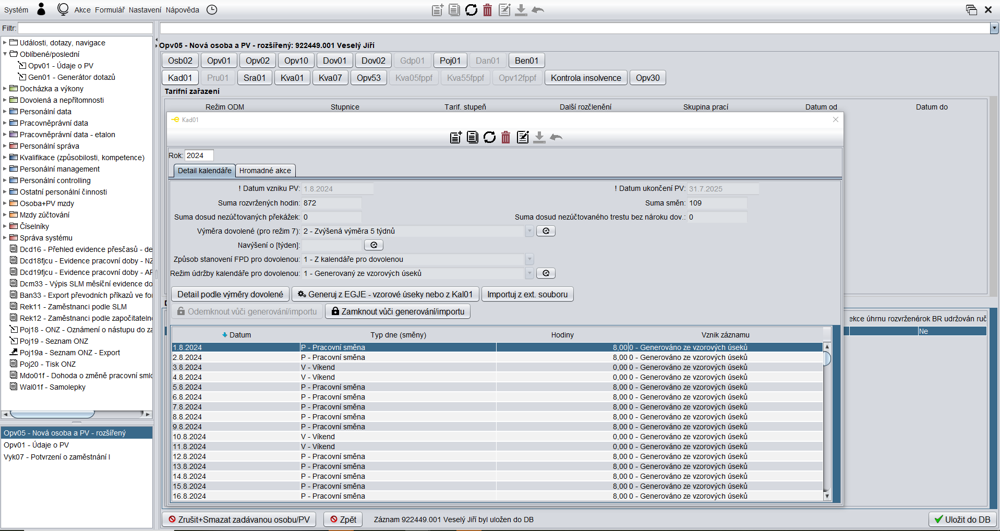 Systém Akce Formulář Nastavení Nápověda
Filtr:
Události, dotazy, navigace
Oblíbené/poslední
Opv01 - Údaje o PV
Gen01 - Generátor dotazů
Docházka a výkony
Dovolená a nepřítomnosti
Personální data
Pracovněprávní data
Pracovněprávní data - etalon
Personální správa
Kvalifikace (způsobilosti, kompetence)
Personální management
Personální controlling
Ostatní personální činnosti
Osoba+PV mzdy
Mzdy zúčtování
Číselníky
Správa systému
Dcd16 - Přehled evidence přesčasů - de
Dcd18fjcu - Evidence pracovní doby - NZ
Dcd19fjcu - Evidence pracovní doby - AF
Dcm33 - Výpis SLM měsíční evidence do
Ban33 - Export převodních příkazů ve fo
Rek11 - Zaměstnanci podle SLM
Rek12 - Zaměstnanci podle započitateln
Poj18 - ONZ - Oznámení o nástupu do za
Poj19 - Seznam ONZ
Poj19a - Seznam ONZ - Export
Poj20 - Tisk ONZ
Mdo01f - Dohoda o změně pracovní sml
Wal01f - Samolepky
Opv05 - Nová osoba a PV - rozšířený
Opv01 - Údaje o PV
Vyk07 - Potvrzení o zaměstnání I
Opv05 - Nová osoba a PV - rozšířený: 922449.001 Veselý Jiří
Osb02 Opv01 Opv02 Opv10 Dov01 Dov02 Gdp01 Poj01 Dan01 Ben01
Kad01 Pru01 Sra01 Kva01 Kva07 Opv53 Kva05fppf Kva55fppf Opv12fppf Kontrola insolvence Opv30
Tarifní zařazení
Režim ODM Stupnice Tarif. stupeň Další rozčlenění Skupina prací Datum od Datum do
Kad01
Rok: 2024
Detail kalendáře Hromadné akce
! Datum vzniku PV: 1.8.2024 ! Datum ukončení PV: 31.7.2025
Suma rozvržených hodin: 872 Suma směn: 109
Suma dosud nezúčtovaných překážek: 0 Suma dosud nezúčtovaného trestu bez nároku dov.: 0
Výměra dovolené (pro režim 7): 2 - Zvýšená výměra 5 týdnů
Navýšení o [týden]:
Způsob stanovení FPD pro dovolenou: 1 - Z kalendáře pro dovolenou
Režim údržby kalendáře pro dovolenou: 1 - Generovaný ze vzorových úseků
Detail podle výměry dovolené Generuj z EGJE - vzorové úseky nebo z Kal01 Importuj z ext. souboru
Odemknout vůči generování/importu Zamknout vůči generování/importu
ekce úhrnu rozvrženérok BR udržován ruč
Ne
Datum Typ dne (směny) Hodiny Vznik záznamu
1.8.2024 P - Pracovní směna 8,00 0 - Generováno ze vzorových úseků
2.8.2024 P - Pracovní směna 8,00 0 - Generováno ze vzorových úseků
3.8.2024 V - Víkend 0,00 0 - Generováno ze vzorových úseků
4.8.2024 V - Víkend 0,00 0 - Generováno ze vzorových úseků
5.8.2024 P - Pracovní směna 8,00 0 - Generováno ze vzorových úseků
6.8.2024 P - Pracovní směna 8,00 0 - Generováno ze vzorových úseků
7.8.2024 P - Pracovní směna 8,00 0 - Generováno ze vzorových úseků
8.8.2024 P - Pracovní směna 8,00 0 - Generováno ze vzorových úseků
9.8.2024 P - Pracovní směna 8,00 0 - Generováno ze vzorových úseků
10.8.2024 V - Víkend 0,00 0 - Generováno ze vzorových úseků
11.8.2024 V - Víkend 0,00 0 - Generováno ze vzorových úseků
12.8.2024 P - Pracovní směna 8,00 0 - Generováno ze vzorových úseků
13.8.2024 P - Pracovní směna 8,00 0 - Generováno ze vzorových úseků
14.8.2024 P - Pracovní směna 8,00 0 - Generováno ze vzorových úseků
15.8.2024 P - Pracovní směna 8,00 0 - Generováno ze vzorových úseků
16.8.2024 P - Pracovní směna 8,00 0 - Generováno ze vzorových úseků
Zrušit+Smazat zadávanou osobu/PV Zpět Záznam 922449.001 Veselý Jiří byl uložen do DB Uložit do DB